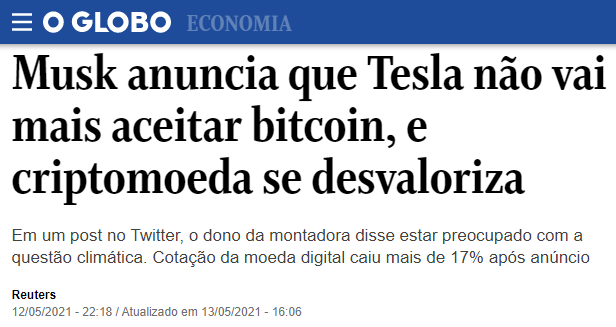 O GLOBO ECONOMIA
Musk anuncia que Tesla não vai
mais aceitar bitcoin, e
criptomoeda se desvaloriza
Em um post no Twitter, o dono da montadora disse estar preocupado com a
questão climática. Cotação da moeda digital caiu mais de 17% após anúncio
Reuters
12/05/2021 - 22:18 / Atualizado em 13/05/2021 - 16:06